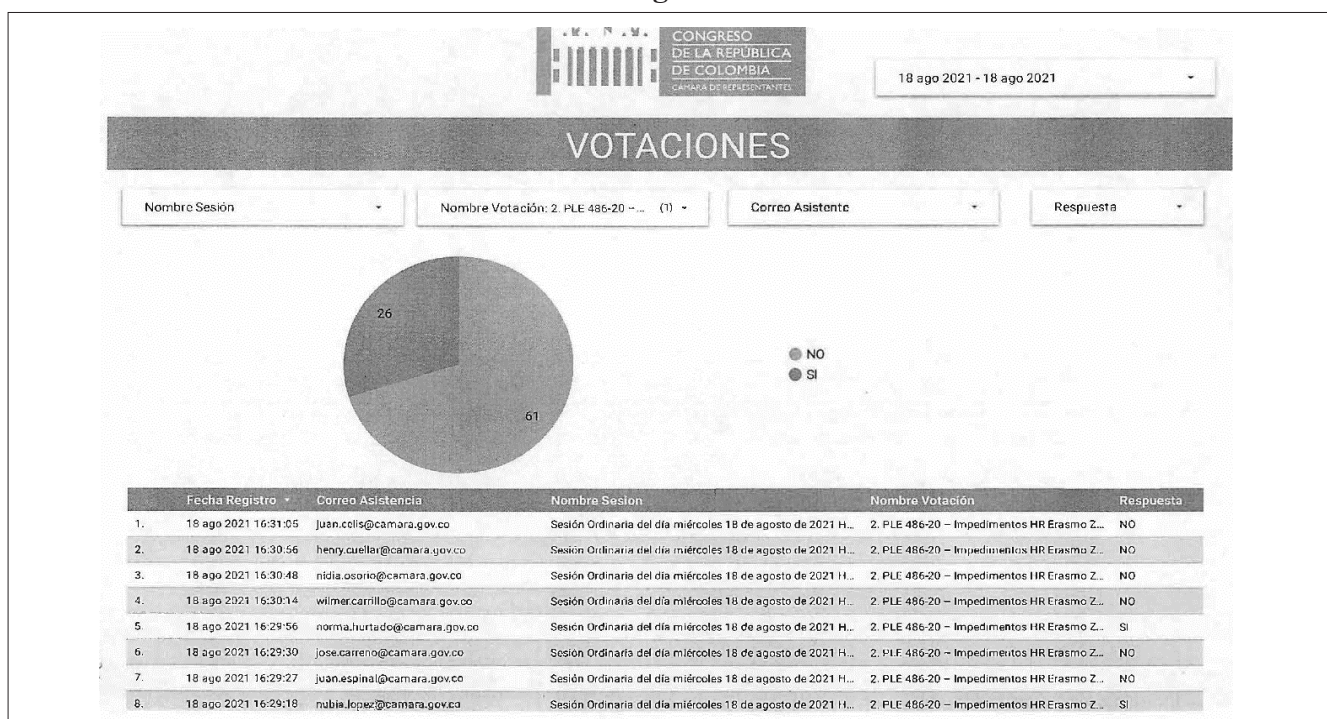 CONGRESO
DE LA REPÚBLICA
DE COLOMBIA
CÁMARA DE REPRESENTANTES
18 ago 2021 - 18 ago 2021
VOTACIONES
Nombre Sesión Nombre Votación: 2. PLE 486-20 –... (1) Correo Asistente Respuesta
26
NO
SI
61
Fecha Registro Correo Asistencia Nombre Sesion Nombre Votación Respuesta
1. 18 ago 2021 16:31:05 juan.celis@camara.gov.co Sesión Ordinaria del día miércoles 18 de agosto de 2021 H... 2. PLE 486-20 – Impedimentos HR Erasmo Z... NO
2. 18 ago 2021 16:30:56 henry.cuellar@camara.gov.co Sesión Ordinaria del día miércoles 18 de agosto de 2021 H... 2. PLE 486-20 – Impedimentos HR Erasmo Z... NO
3. 18 ago 2021 16:30:48 nidia.osorio@camara.gov.co Sesión Ordinaria del día miércoles 18 de agosto de 2021 H... 2. PLE 486-20 – Impedimentos HR Erasmo Z... NO
4. 18 ago 2021 16:30:14 wilmer.carrillo@camara.gov.co Sesión Ordinaria del día miércoles 18 de agosto de 2021 H... 2. PLE 486-20 – Impedimentos HR Erasmo Z... NO
5. 18 ago 2021 16:29:56 norma.hurtado@camara.gov.co Sesión Ordinaria del día miércoles 18 de agosto de 2021 H... 2. PLE 486-20 – Impedimentos HR Erasmo Z... SI
6. 18 ago 2021 16:29:30 jose.carreno@camara.gov.co Sesión Ordinaria del día miércoles 18 de agosto de 2021 H... 2. PLE 486-20 – Impedimentos HR Erasmo Z... NO
7. 18 ago 2021 16:29:27 juan.espinal@camara.gov.co Sesión Ordinaria del día miércoles 18 de agosto de 2021 H... 2. PLE 486-20 – Impedimentos HR Erasmo Z... NO
8. 18 ago 2021 16:29:18 nubia.lopez@camara.gov.co Sesión Ordinaria del día miércoles 18 de agosto de 2021 H... 2. PLE 486-20 – Impedimentos HR Erasmo Z... SI